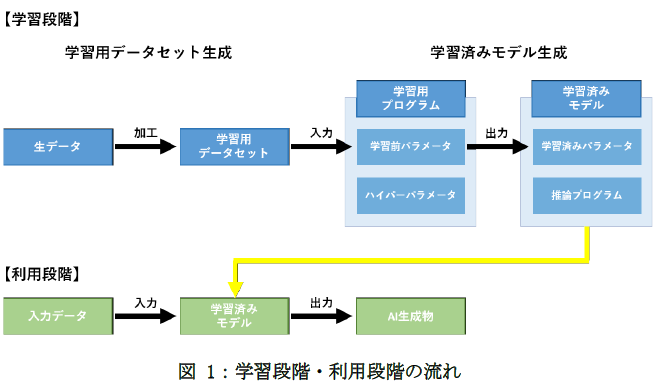 【学習段階】
学習用データセット生成
学習済みモデル生成
生データ
加工
学習用
データセット
入力
学習用
プログラム
学習前パラメータ
ハイパーパラメータ
出力
学習済み
モデル
学習済みパラメータ
推論プログラム
【利用段階】
入力データ
入力
学習済み
モデル
出力
AI生成物
図 1：学習段階・利用段階の流れ